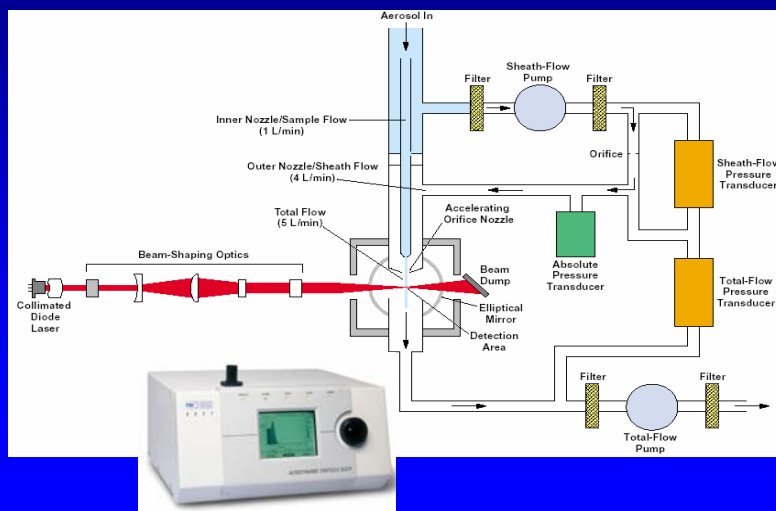 Aerosol In
Sheath-Flow
Pump
Filter
Filter
Inner Nozzle/Sample Flow
(1 L/min)
Orifice
Sheath-Flow
Pressure
Transducer
Outer Nozzle/Sheath Flow
(4 L/min)
Total Flow
(5 L/min)
Accelerating
Orifice Nozzle
Absolute
Pressure
Transducer
Total-Flow
Pressure
Transducer
Beam-Shaping Optics
Beam
Dump
Collimated
Diode
Laser
Elliptical
Mirror
Detection
Area
Filter
Filter
Total-Flow
Pump